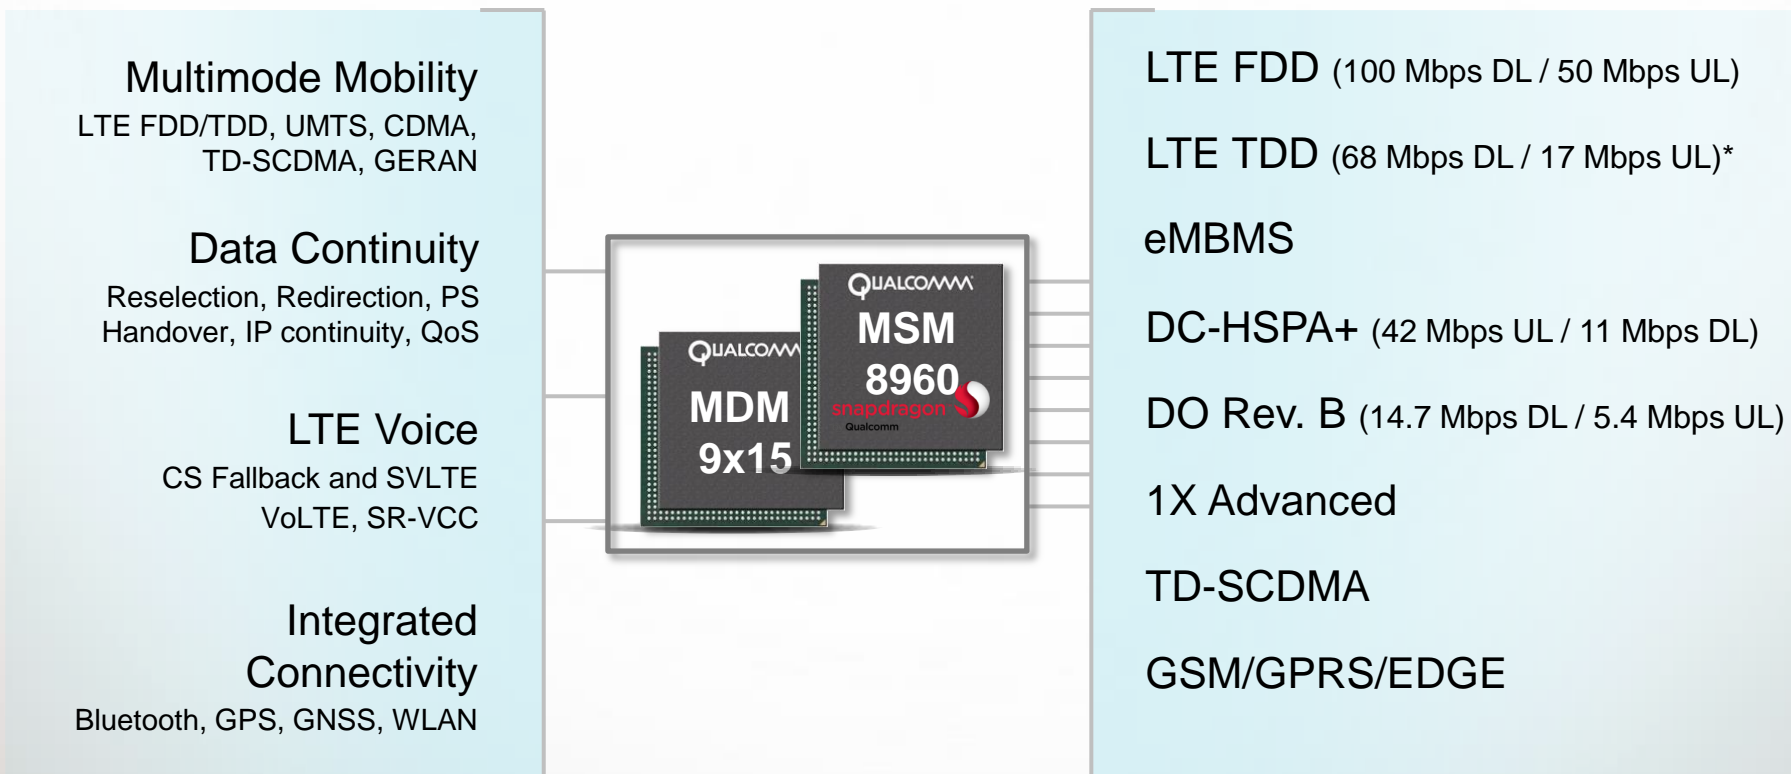 Multimode Mobility
LTE FDD/TDD, UMTS, CDMA,
TD-SCDMA, GERAN
Data Continuity
Reselection, Redirection, PS
Handover, IP continuity, QoS
LTE Voice
CS Fallback and SVLTE
VoLTE, SR-VCC
Integrated
Connectivity
Bluetooth, GPS, GNSS, WLAN
QUALCOMM
MDM
9x15
QUALCOMM
MSM
8960
snapdragon
Qualcomm
LTE FDD (100 Mbps DL / 50 Mbps UL)
LTE TDD (68 Mbps DL / 17 Mbps UL)*
eMBMS
DC-HSPA+ (42 Mbps UL / 11 Mbps DL)
DO Rev. B (14.7 Mbps DL / 5.4 Mbps UL)
1X Advanced
TD-SCDMA
GSM/GPRS/EDGE